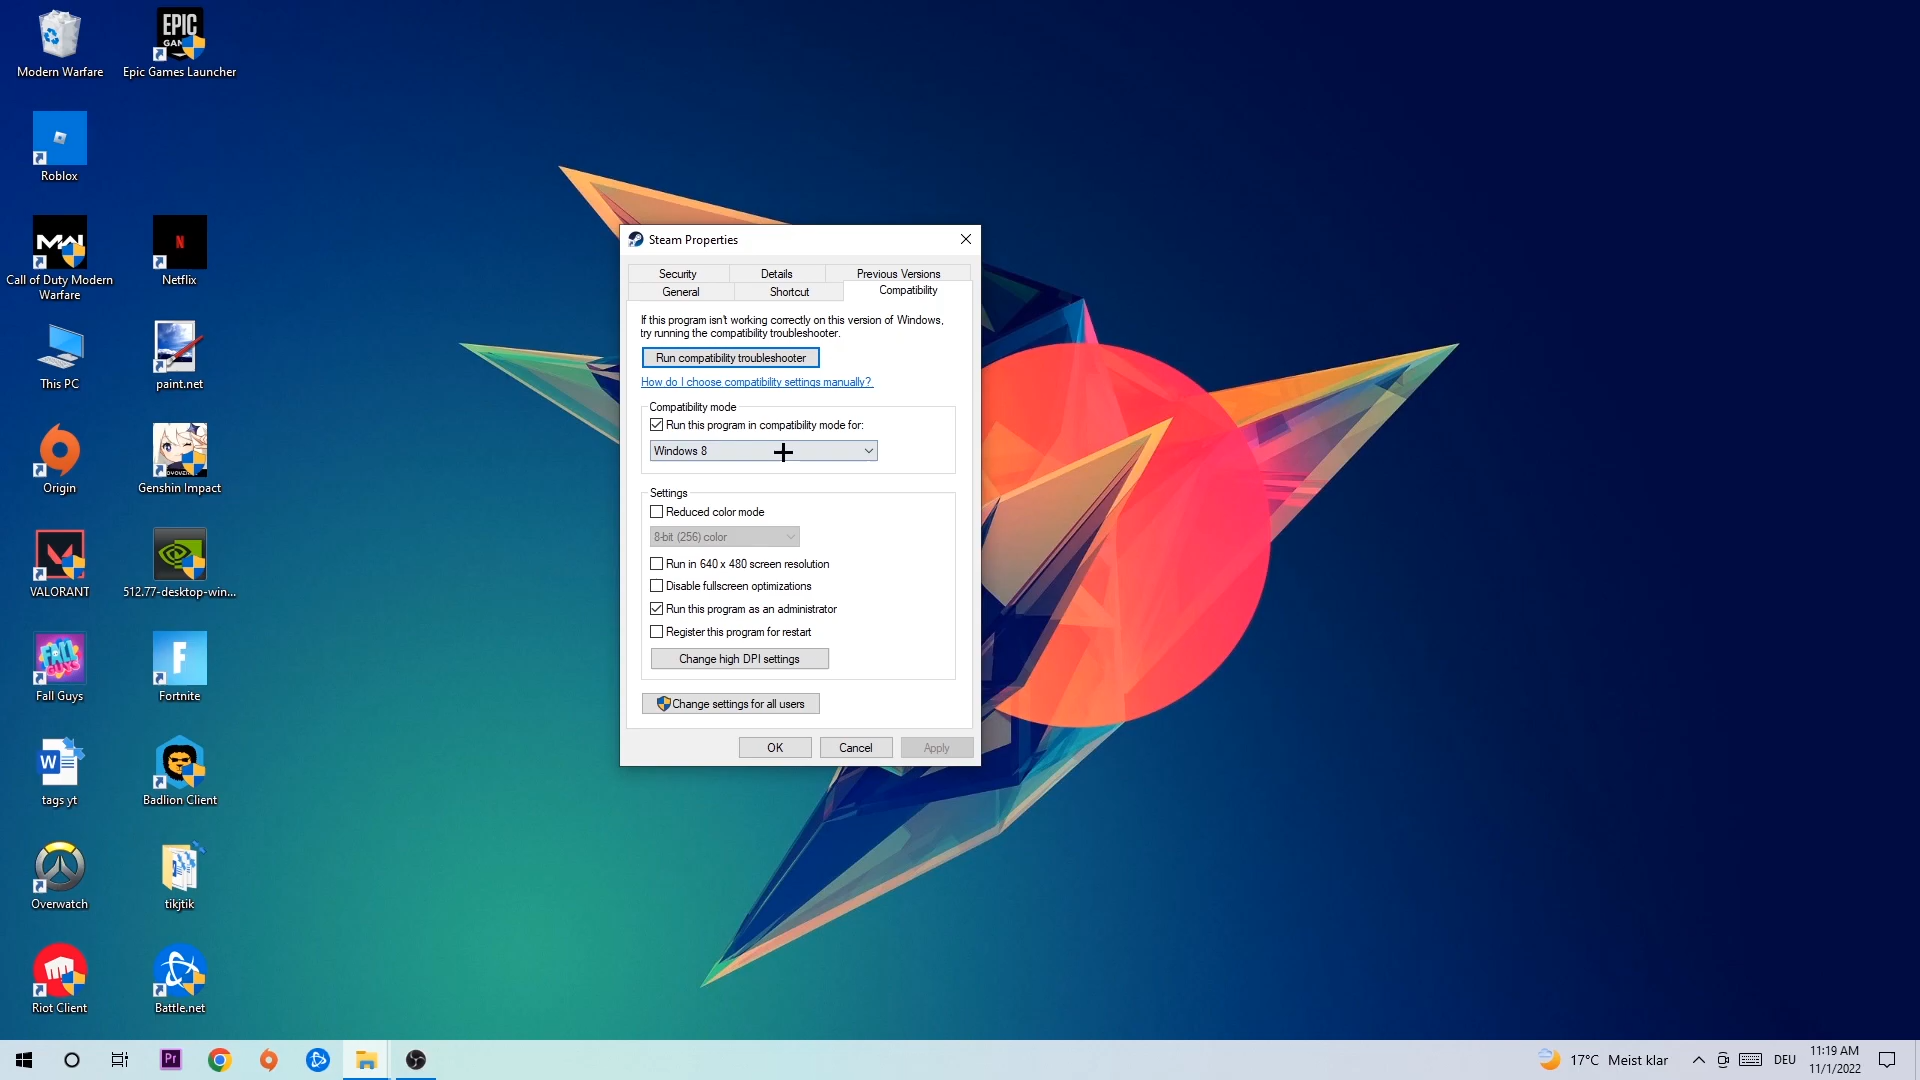 Modern Warfare
EPIC
GAMES
Epic Games Launcher
Roblox
MW
Call of Duty Modern
Warfare
N
Netflix
This PC
paint.net
Origin
Genshin Impact
VALORANT
512.77-desktop-win...
FALL
GUYS
Fall Guys
F
Fortnite
W
tags yt
Badlion Client
Overwatch
tikjtik
Riot Client
Battle.net
Steam Properties
Security
Details
Previous Versions
General
Shortcut
Compatibility
If this program isn't working correctly on this version of Windows,
try running the compatibility troubleshooter.
Run compatibility troubleshooter
How do I choose compatibility settings manually?
Compatibility mode
Run this program in compatibility mode for:
Windows 8
Settings
Reduced color mode
8-bit (256) color
Run in 640 x 480 screen resolution
Disable fullscreen optimizations
Run this program as an administrator
Register this program for restart
Change high DPI settings
Change settings for all users
OK
Cancel
Apply
Pr
17°C Meist klar
DEU
11:19 AM
11/1/2022